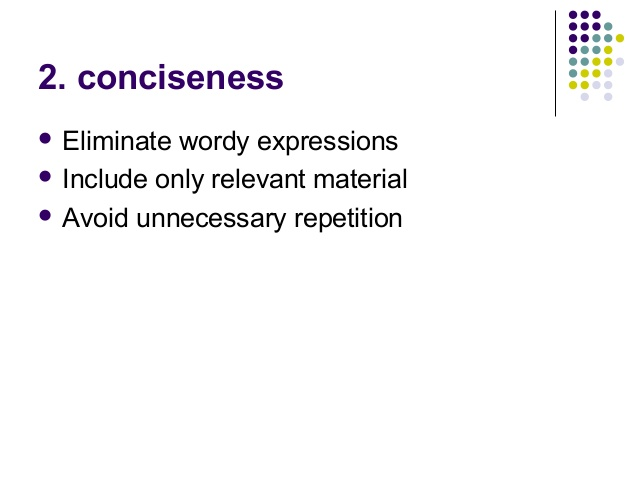 2. conciseness
Eliminate wordy expressions
Include only relevant material
Avoid unnecessary repetition